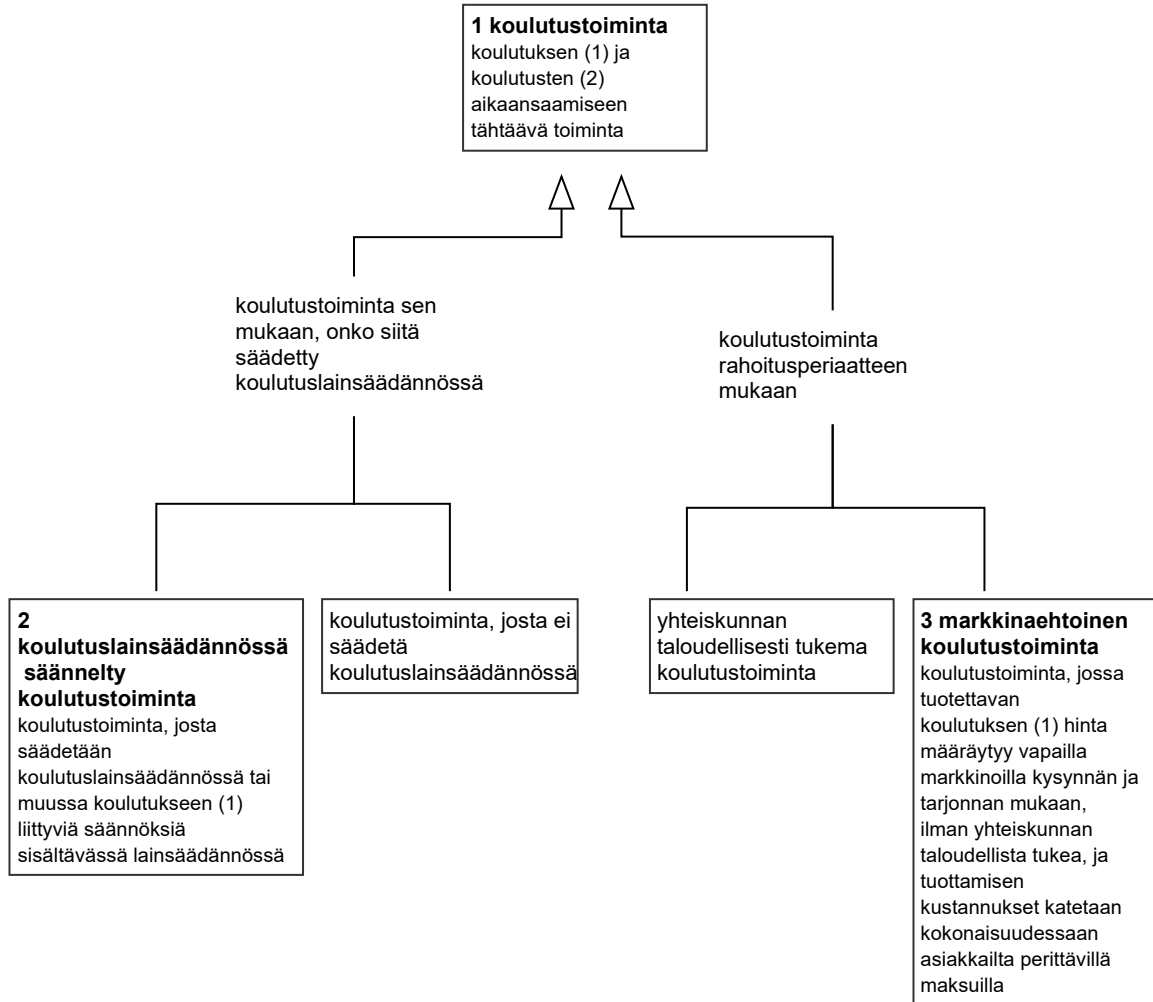 1 koulutustoiminta
koulutuksen (1) ja
koulutusten (2)
aikaansaamiseen
tähtäävä toiminta
koulutustoiminta sen
mukaan, onko siitä
säädetty
koulutuslainsäädännössä
koulutustoiminta
rahoitusperiaatteen
mukaan
2
koulutuslainsäädännössä
säännelty
koulutustoiminta
koulutustoiminta, josta
säädetään
koulutuslainsäädännössä tai
muussa koulutukseen (1)
liittyviä säännöksiä
sisältävässä lainsäädännössä
koulutustoiminta, josta ei
säädetä
koulutuslainsäädännössä
yhteiskunnan
taloudellisesti tukema
koulutustoiminta
3 markkinaehtoinen
koulutustoiminta
koulutustoiminta, jossa
tuotettavan
koulutuksen (1) hinta
määräytyy vapailla
markkinoilla kysynnän ja
tarjonnan mukaan,
ilman yhteiskunnan
taloudellista tukea, ja
tuottamisen
kustannukset katetaan
kokonaisuudessaan
asiakkailta perittävillä
maksuilla